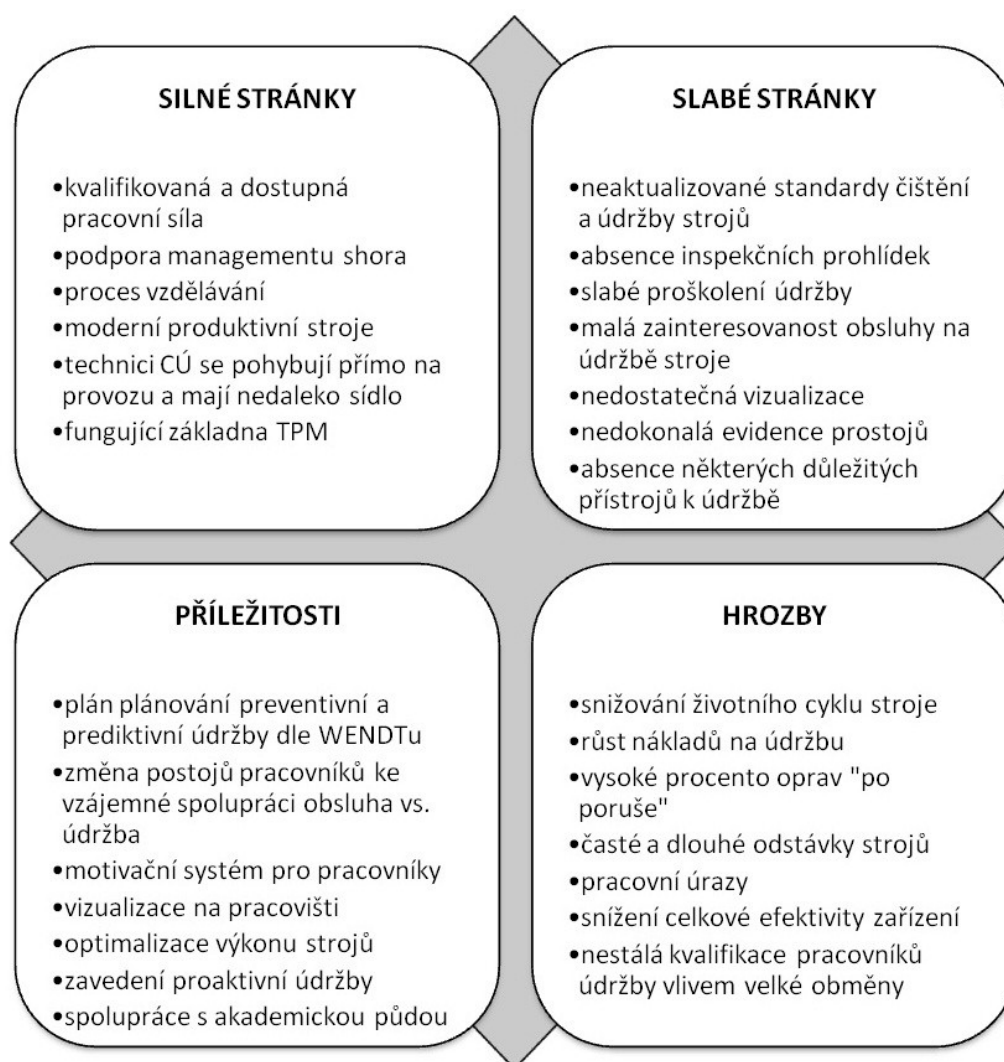 SILNÉ STRÁNKY
•kvalifikovaná a dostupná
pracovní síla
•podpora managementu shora
•proces vzdělávání
•moderní produktivní stroje
•technici CÚ se pohybují přímo na
provozu a mají nedaleko sídlo
•fungující základna TPM
SLABÉ STRÁNKY
•neaktualizované standardy čištění
a údržby strojů
•absence inspekčních prohlídek
•slabé proškolení údržby
•malá zainteresovanost obsluhy na
údržbě stroje
•nedostatečná vizualizace
•nedokonalá evidence prostojů
•absence některých důležitých
přístrojů k údržbě
PŘÍLEŽITOSTI
•plán plánování preventivní a
prediktivní údržby dle WENDTu
•změna postojů pracovníků ke
vzájemné spolupráci obsluha vs.
údržba
•motivační systém pro pracovníky
•vizualizace na pracovišti
•optimalizace výkonu strojů
•zavedení proaktivní údržby
•spolupráce s akademickou půdou
HROZBY
•snižování životního cyklu stroje
•růst nákladů na údržbu
•vysoké procento oprav "po
poruše"
•časté a dlouhé odstávky strojů
•pracovní úrazy
•snížení celkové efektivity zařízení
•nestálá kvalifikace pracovníků
údržby vlivem velké obměny